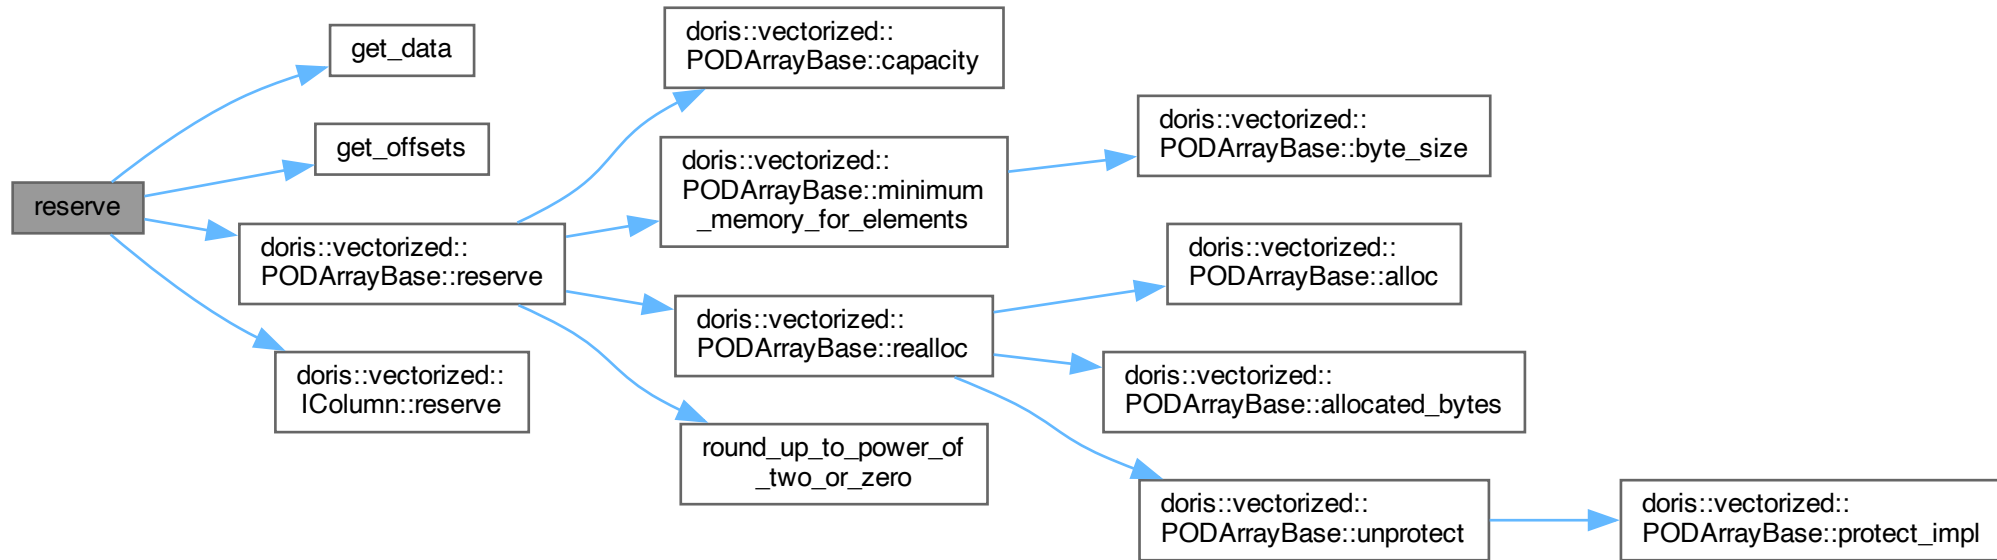 reserve
get_data
get_offsets
doris::vectorized::
PODArrayBase::reserve
doris::vectorized::
IColumn::reserve
doris::vectorized::
PODArrayBase::capacity
doris::vectorized::
PODArrayBase::minimum
_memory_for_elements
doris::vectorized::
PODArrayBase::realloc
round_up_to_power_of
_two_or_zero
doris::vectorized::
PODArrayBase::byte_size
doris::vectorized::
PODArrayBase::alloc
doris::vectorized::
PODArrayBase::allocated_bytes
doris::vectorized::
PODArrayBase::unprotect
doris::vectorized::
PODArrayBase::protect_impl